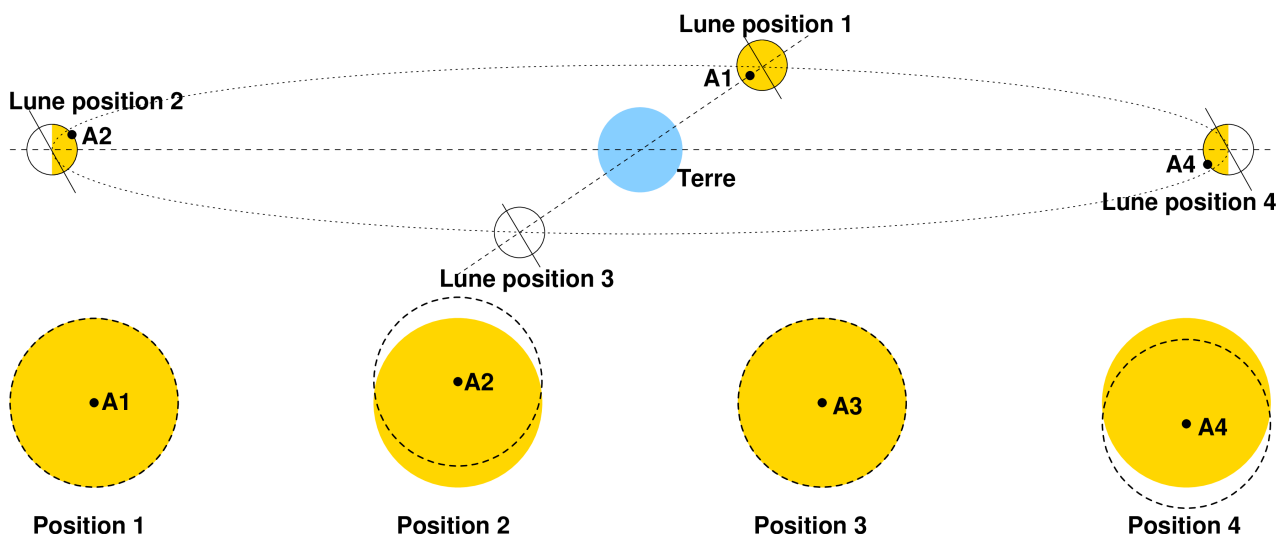 Lune position 1
A1
Lune position 2
A2
A4
Terre
Lune position 4
Lune position 3
A1
A2
A3
A4
Position 1
Position 2
Position 3
Position 4